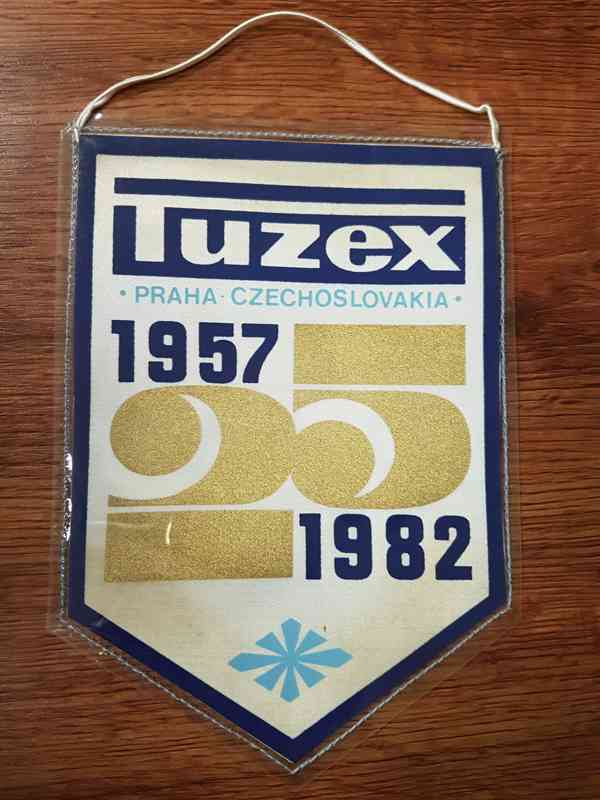 Tuzex
• PRAHA · CZECHOSLOVAKIA •
1957
25
1982